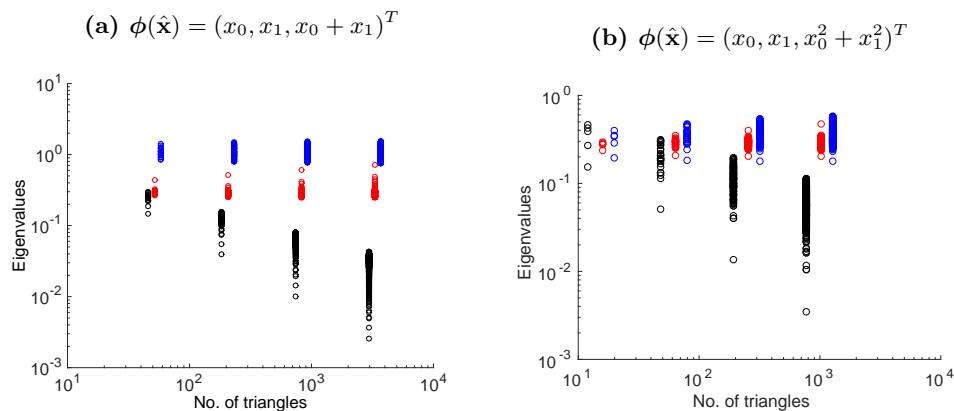 (a) ϕ(x̂) = (x₀, x₁, x₀ + x₁)ᵀ
10¹
10⁰
10⁻¹
10⁻²
10⁻³
Eigenvalues
10¹ 10² 10³ 10⁴
No. of triangles
(b) ϕ(x̂) = (x₀, x₁, x₀² + x₁²)ᵀ
10⁰
10⁻¹
10⁻²
10⁻³
Eigenvalues
10¹ 10² 10³ 10⁴
No. of triangles